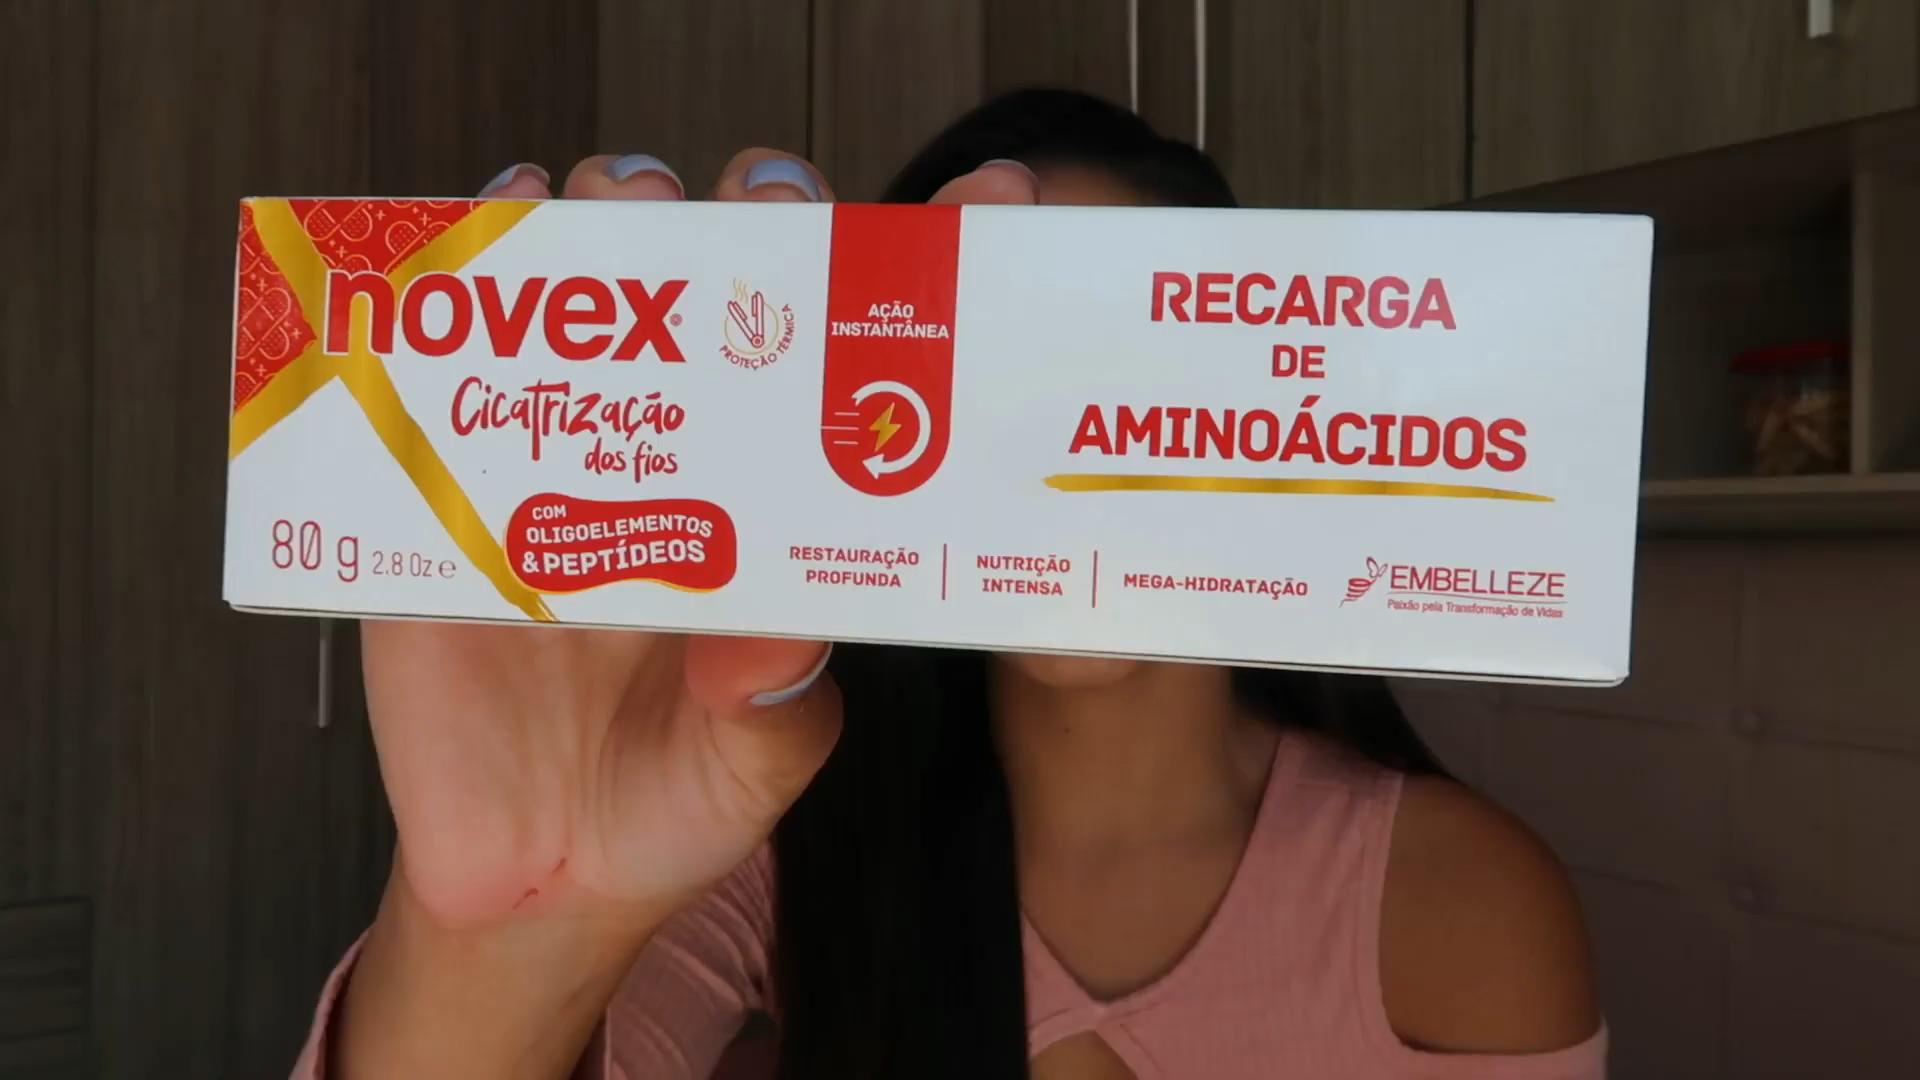 novex®
Cicatrização
dos fios
COM
OLIGOELEMENTOS
& PEPTÍDEOS
80 g 2.8 Oz e
PROTEÇÃO TÉRMICA
AÇÃO
INSTANTÂNEA
RECARGA
DE
AMINOÁCIDOS
RESTAURAÇÃO
PROFUNDA
NUTRIÇÃO
INTENSA
MEGA-HIDRATAÇÃO
EMBELLEZE
Paixão pela Transformação de Vidas